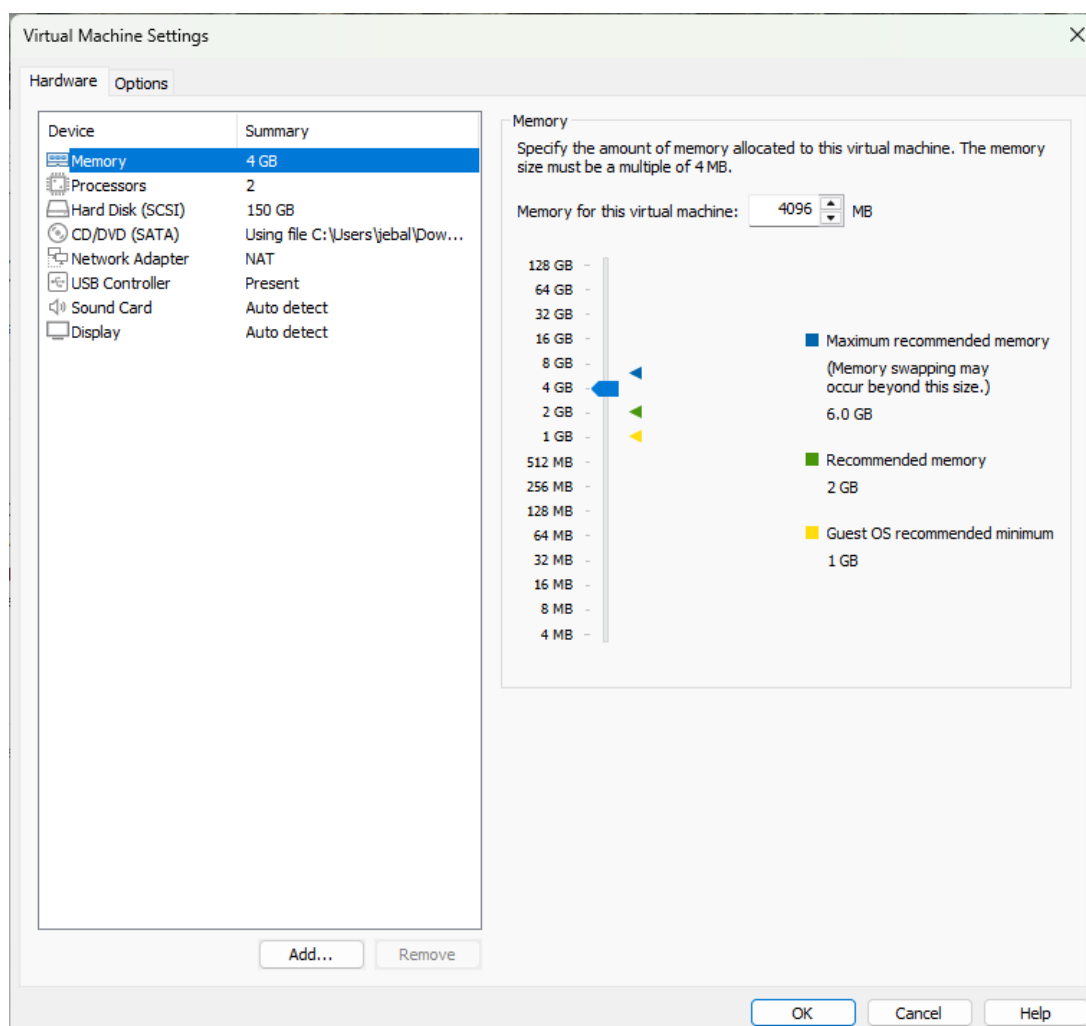 Virtual Machine Settings
Hardware Options
Device Summary
Memory 4 GB
Processors 2
Hard Disk (SCSI) 150 GB
CD/DVD (SATA) Using file C:\Users\jebal\Dow...
Network Adapter NAT
USB Controller Present
Sound Card Auto detect
Display Auto detect
Add... Remove
Memory
Specify the amount of memory allocated to this virtual machine. The memory
size must be a multiple of 4 MB.
Memory for this virtual machine: 4096 MB
128 GB
64 GB
32 GB
16 GB
8 GB
4 GB
2 GB
1 GB
512 MB
256 MB
128 MB
64 MB
32 MB
16 MB
8 MB
4 MB
Maximum recommended memory
(Memory swapping may
occur beyond this size.)
6.0 GB
Recommended memory
2 GB
Guest OS recommended minimum
1 GB
OK Cancel Help